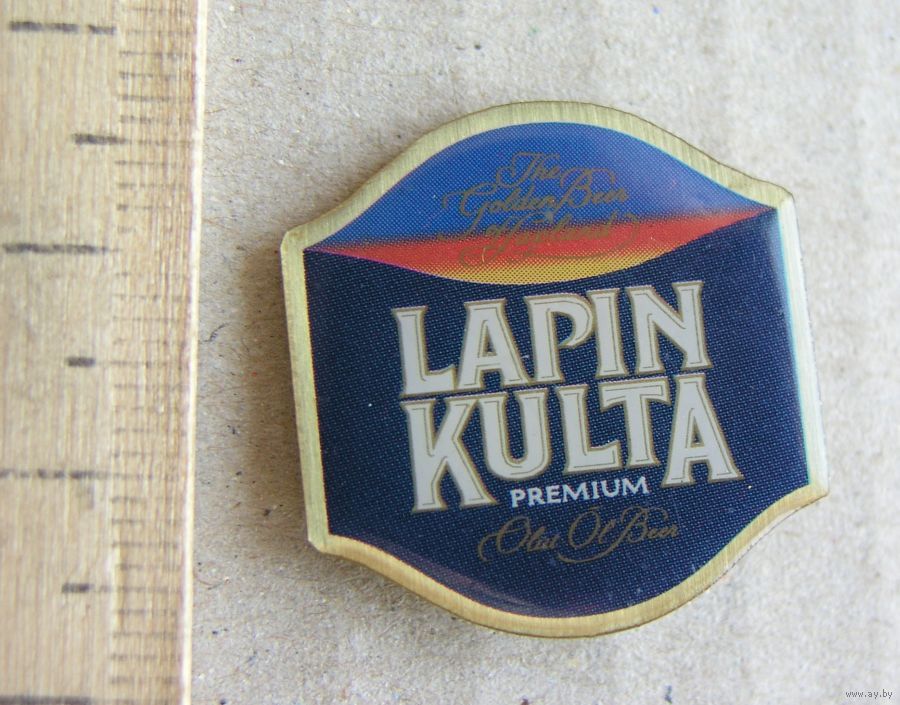 The
Golden Beer
of Lapland
LAPIN
KULTA
PREMIUM
Olut Öl Beer
www.ay.by